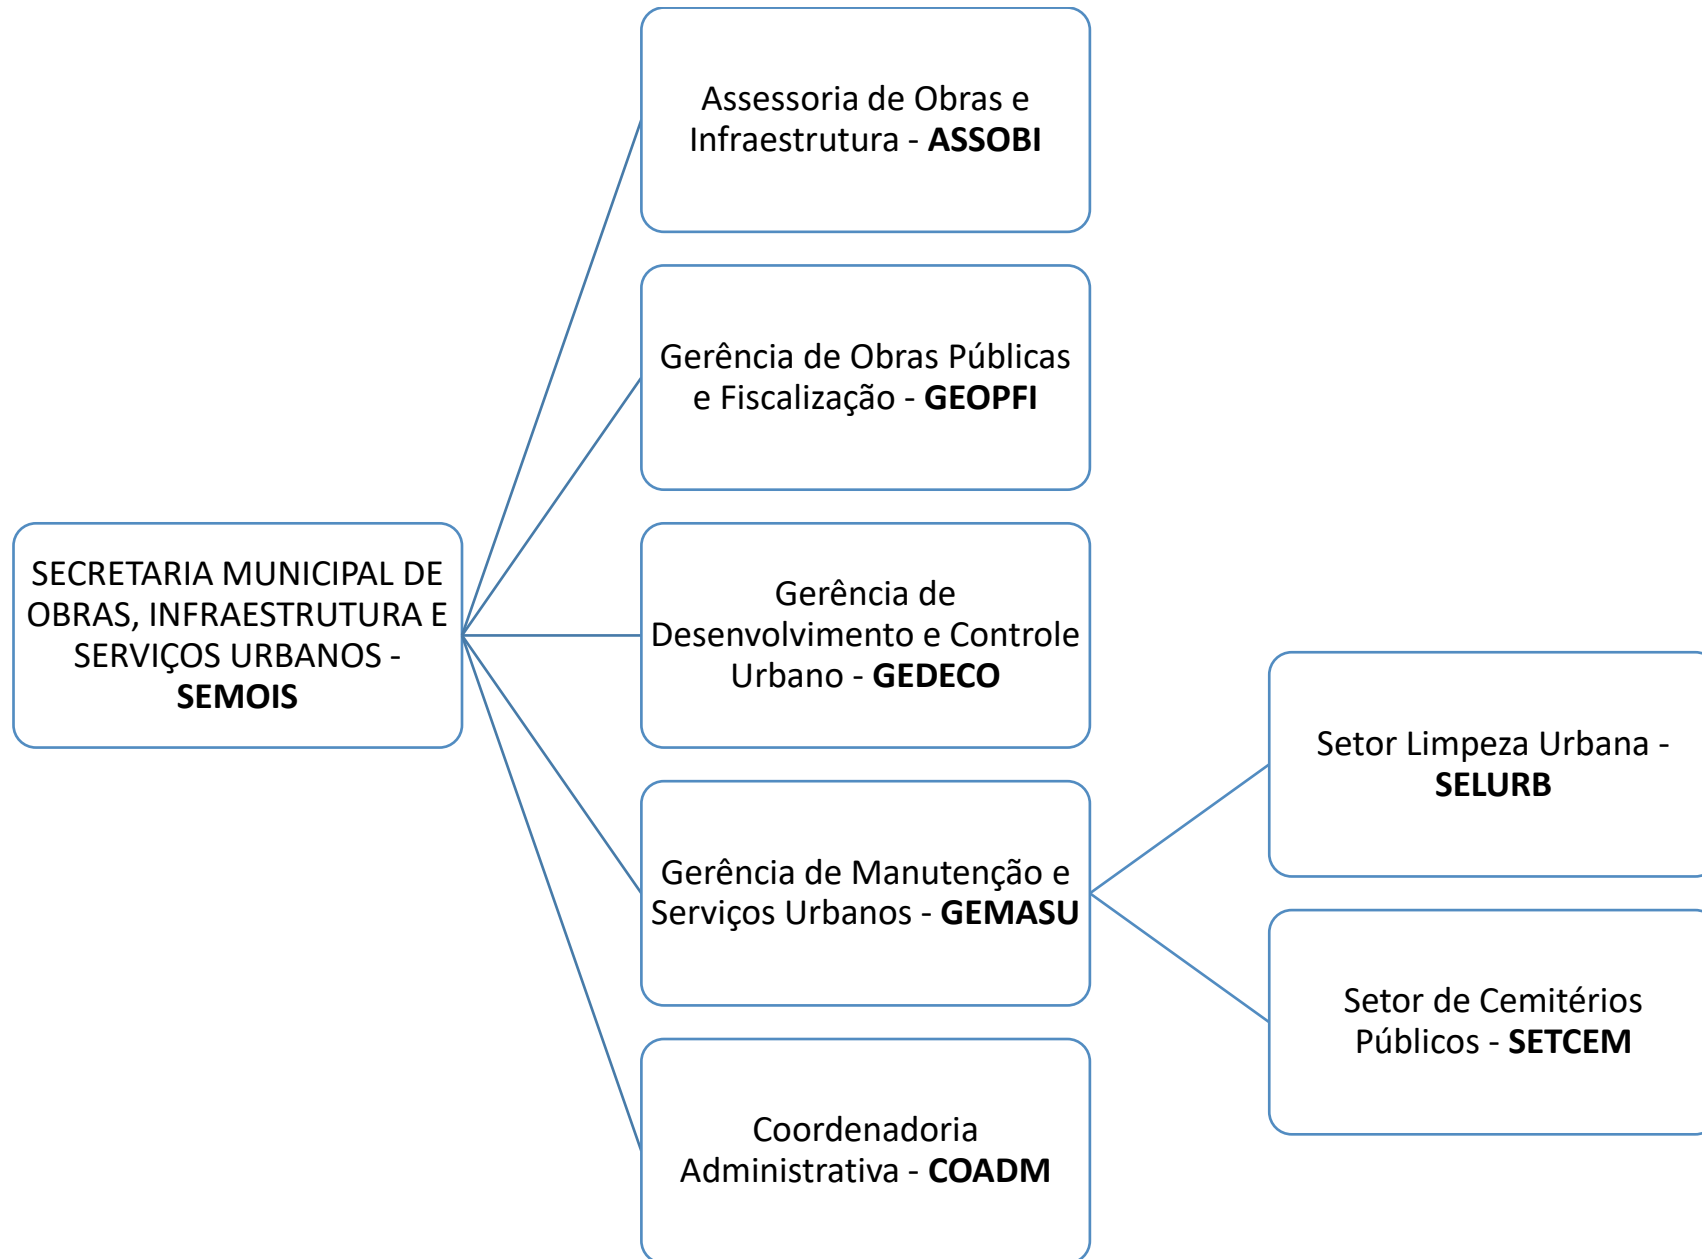 Assessoria de Obras e
Infraestrutura - ASSOBI
Gerência de Obras Públicas
e Fiscalização - GEOPFI
SECRETARIA MUNICIPAL DE
OBRAS, INFRAESTRUTURA E
SERVIÇOS URBANOS -
SEMOIS
Gerência de
Desenvolvimento e Controle
Urbano - GEDECO
Gerência de Manutenção e
Serviços Urbanos - GEMASU
Coordenadoria
Administrativa - COADM
Setor Limpeza Urbana -
SELURB
Setor de Cemitérios
Públicos - SETCEM